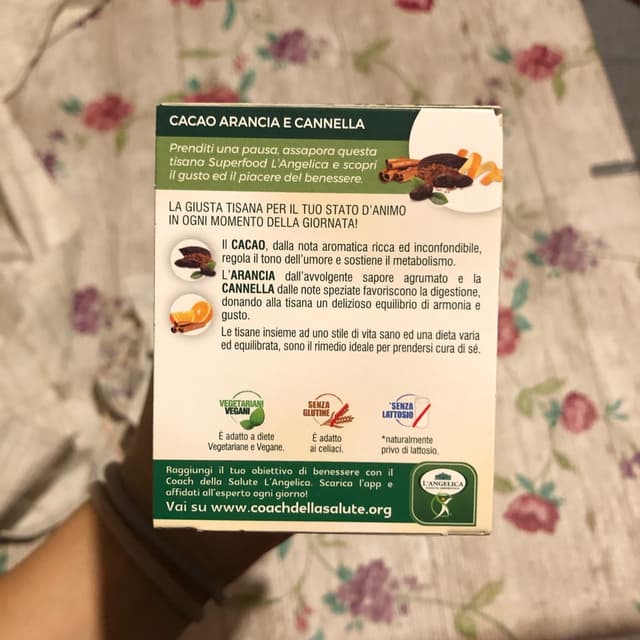 CACAO ARANCIA E CANNELLA
Prenditi una pausa, assapora questa
tisana Superfood L'Angelica e scopri
il gusto ed il piacere del benessere.
LA GIUSTA TISANA PER IL TUO STATO D'ANIMO
IN OGNI MOMENTO DELLA GIORNATA!
Il CACAO, dalla nota aromatica ricca ed inconfondibile,
regola il tono dell'umore e sostiene il metabolismo.
L'ARANCIA dall'avvolgente sapore agrumato e la
CANNELLA dalle note speziate favoriscono la digestione,
donando alla tisana un delizioso equilibrio di armonia e
gusto.
Le tisane insieme ad uno stile di vita sano ed una dieta varia
ed equilibrata, sono il rimedio ideale per prendersi cura di sé.
VEGETARIANI
VEGANI
È adatto a diete
Vegetariane e Vegane.
SENZA
GLUTINE
È adatto
ai celiaci.
*SENZA
LATTOSIO
*naturalmente
privo di lattosio.
Raggiungi il tuo obiettivo di benessere con il
Coach della Salute L'Angelica. Scarica l'app e
affidati all'esperto ogni giorno!
Vai su www.coachdellasalute.org
L'ANGELICA